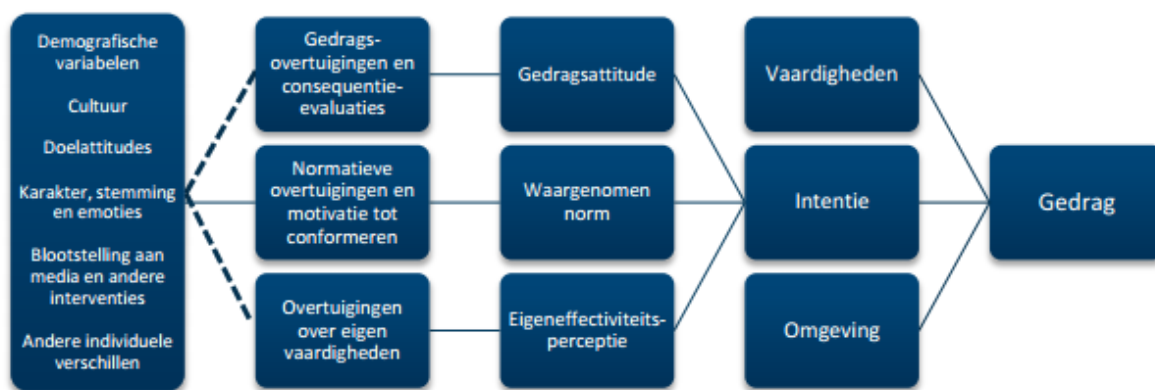 Demografische
variabelen
Cultuur
Doelattitudes
Karakter, stemming
en emoties
Blootstelling aan
media en andere
interventies
Andere individuele
verschillen
Gedrags-
overtuigingen en
consequentie-
evaluaties
Normatieve
overtuigingen en
motivatie tot
conformeren
Overtuigingen
over eigen
vaardigheden
Gedragsattitude
Waargenomen
norm
Eigeneffectiviteits-
perceptie
Vaardigheden
Intentie
Omgeving
Gedrag